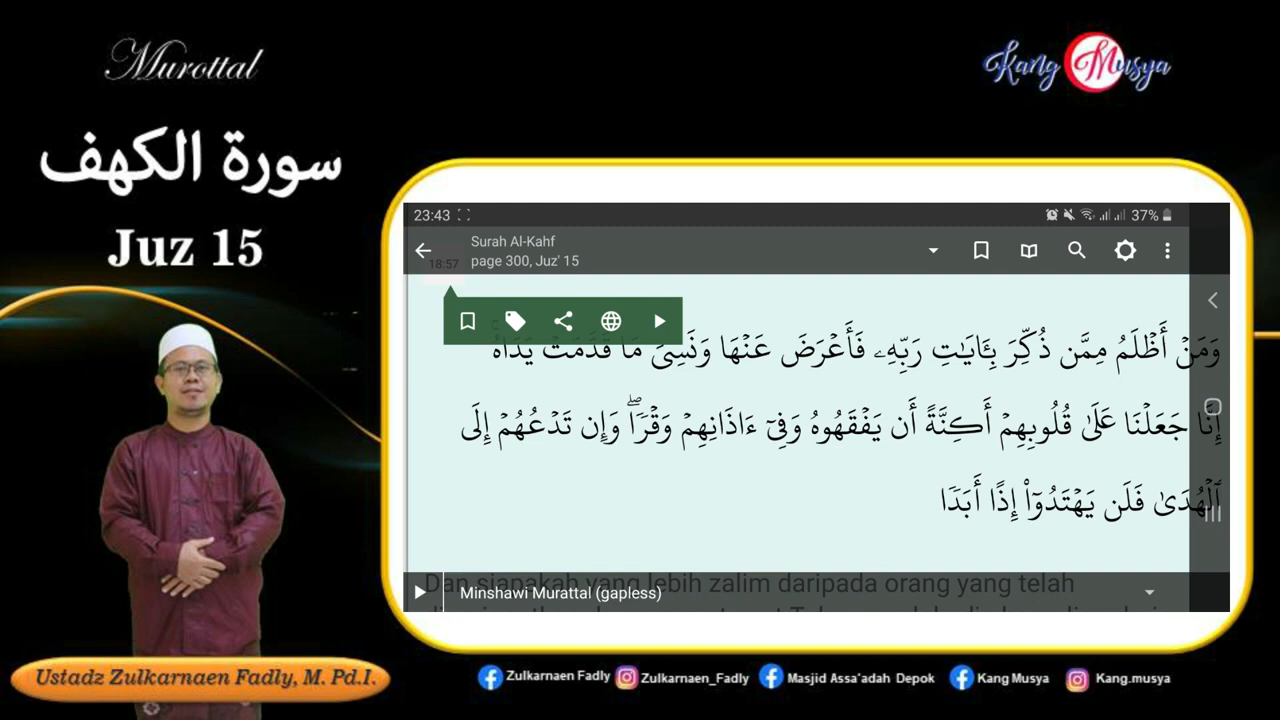 Murottal
Kang Musya
سورة الكهف
Juz 15
23:43
37%
Surah Al-Kahf
page 300, Juz' 15
18:57
وَمَنۡ أَظۡلَمُ مِمَّن ذُكِّرَ بِـَٔايَٰتِ رَبِّهِۦ فَأَعۡرَضَ عَنۡهَا وَنَسِيَ مَا قَدَّمَتۡ يَدَاهُۚ
إِنَّا جَعَلۡنَا عَلَىٰ قُلُوبِهِمۡ أَكِنَّةً أَن يَفۡقَهُوهُ وَفِيٓ ءَاذَانِهِمۡ وَقۡرٗاۖ وَإِن تَدۡعُهُمۡ إِلَى
ٱلۡهُدَىٰ فَلَن يَهۡتَدُوٓاْ إِذًا أَبَدٗا
Dan siapakah yang lebih zalim daripada orang yang telah
Minshawi Murattal (gapless)
Ustadz Zulkarnaen Fadly, M. Pd.I.
Zulkarnaen Fadly Zulkarnaen_Fadly Masjid Assa'adah Depok Kang Musya Kang.musya